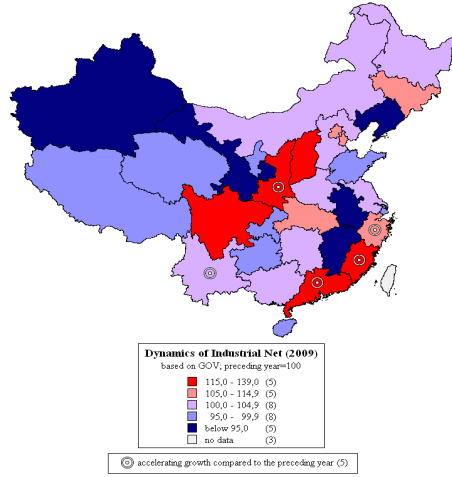 Dynamics of Industrial Net (2009)
based on GOV; preceding year=100
115,0 - 139,0 (5)
105,0 - 114,9 (5)
100,0 - 104,9 (8)
95,0 - 99,9 (8)
below 95,0 (5)
no data (3)
accelerating growth compared to the preceding year (5)